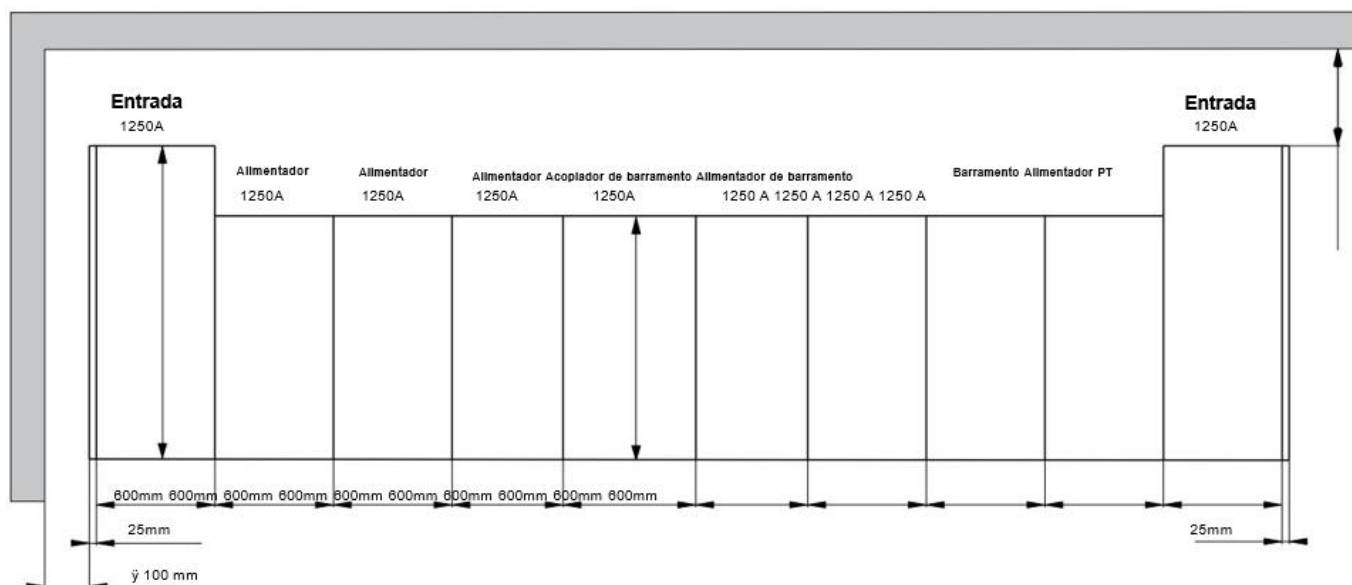 Entrada
1250A
Entrada
1250A
Alimentador
1250A
Alimentador
1250A
Alimentador Acoplador de barramento Alimentador de barramento
1250A
1250A
1250 A 1250 A 1250 A 1250 A
Barramento Alimentador PT
600mm 600mm 600mm 600mm 600mm 600mm 600mm 600mm 600mm 600mm
25mm
25mm
ÿ 100 mm